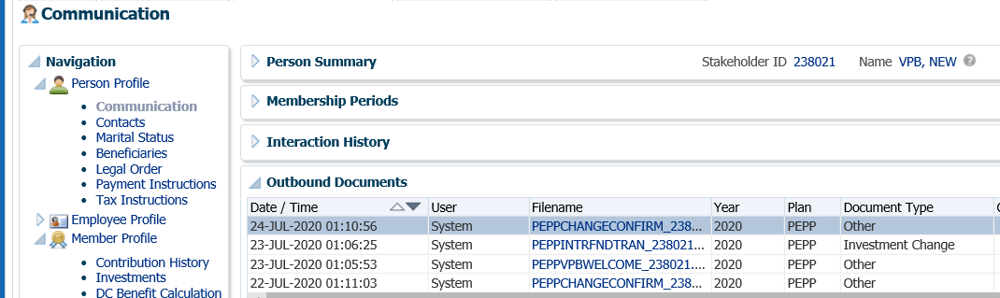 Communication
Navigation
Person Profile
Communication
Contacts
Marital Status
Beneficiaries
Legal Order
Payment Instructions
Tax Instructions
Employee Profile
Member Profile
Contribution History
Investments
DC Benefit Calculation
Person Summary Stakeholder ID 238021 Name VPB, NEW ?
Membership Periods
Interaction History
Outbound Documents
Date / Time User Filename Year Plan Document Type
24-JUL-2020 01:10:56 System PEPPCHANGECONFIRM_238... 2020 PEPP Other
23-JUL-2020 01:06:25 System PEPPINTRFNDTRAN_238021... 2020 PEPP Investment Change
23-JUL-2020 01:05:53 System PEPPVPBWELCOME_238021.... 2020 PEPP Other
22-JUL-2020 01:11:03 System PEPPCHANGECONFIRM_238... 2020 PEPP Other